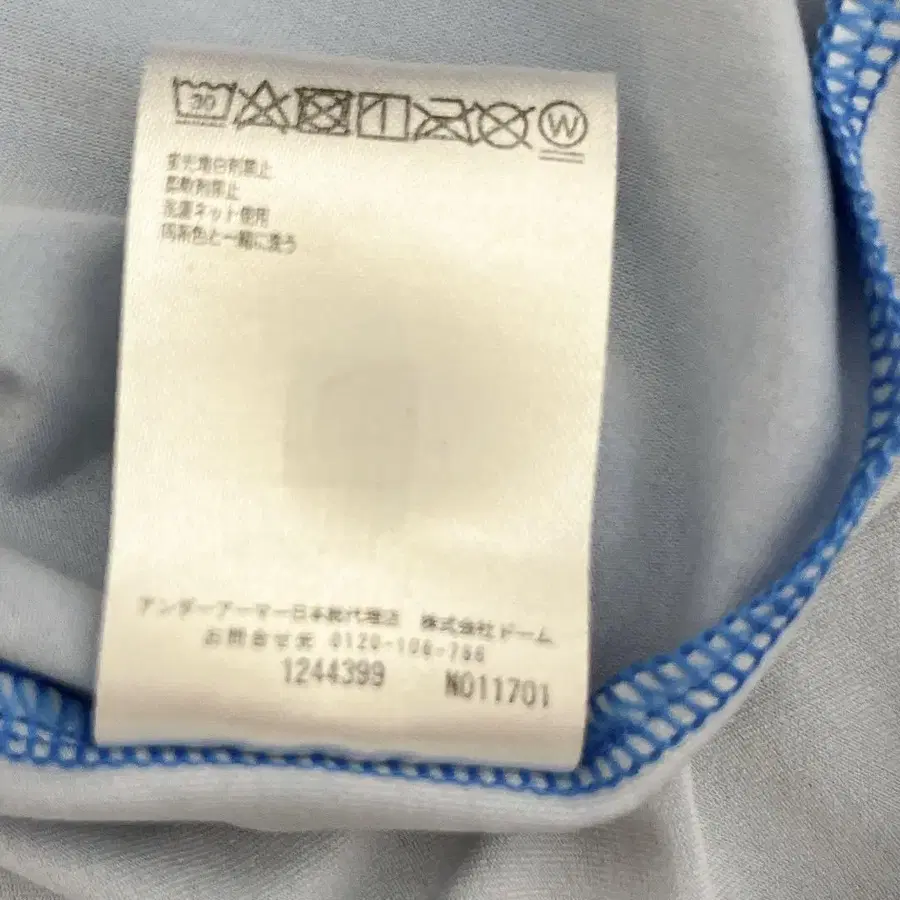 30
W
蛍光増白剤禁止
柔軟剤禁止
洗濯ネット使用
同系色と一緒に洗う
アンダーアーマー日本総代理店 株式会社ドーム
お問合せ先 0120-106-786
1244399 N011701